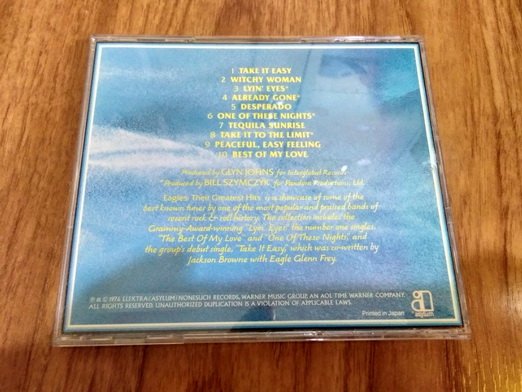 1 TAKE IT EASY
2 WITCHY WOMAN
3 LYIN' EYES*
4 ALREADY GONE*
5 DESPERADO
6 ONE OF THESE NIGHTS*
7 TEQUILA SUNRISE
8 TAKE IT TO THE LIMIT*
9 PEACEFUL, EASY FEELING
10 BEST OF MY LOVE
Produced by GLYN JOHNS for Interglobal Records
*Produced by BILL SZYMCZYK for Pandora Productions, Ltd.
Eagles: Their Greatest Hits is a showcase of some of the
best known tunes by one of the most popular and praised bands of
recent rock & roll history. The collection includes the
Grammy-Award-winning "Lyin' Eyes," the number one singles,
"The Best Of My Love" and "One Of These Nights", and
the group's debut single, "Take It Easy," which was co-written by
Jackson Browne with Eagle Glenn Frey.
℗ & © 1976 ELEKTRA/ASYLUM/NONESUCH RECORDS, WARNER MUSIC GROUP, AN AOL TIME WARNER COMPANY.
ALL RIGHTS RESERVED. UNAUTHORIZED DUPLICATION IS A VIOLATION OF APPLICABLE LAWS.
asylum
Printed in Japan